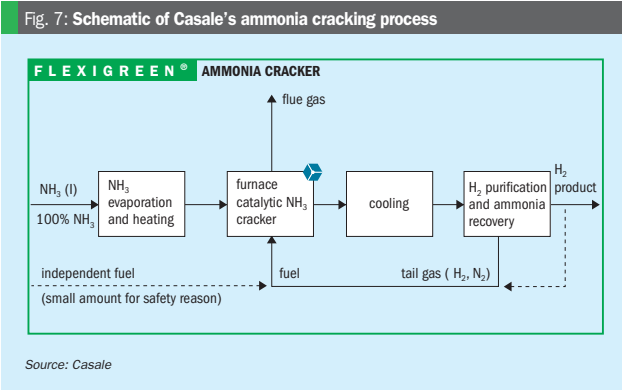 Fig. 7: Schematic of Casale's ammonia cracking process
FLEXIGREEN® AMMONIA CRACKER
flue gas
NH₃ (l)
100% NH₃
NH₃
evaporation
and heating
furnace
catalytic NH₃
cracker
cooling
H₂ purification
and ammonia
recovery
H₂
product
independent fuel
(small amount for safety reason)
fuel
tail gas ( H₂, N₂)
Source: Casale